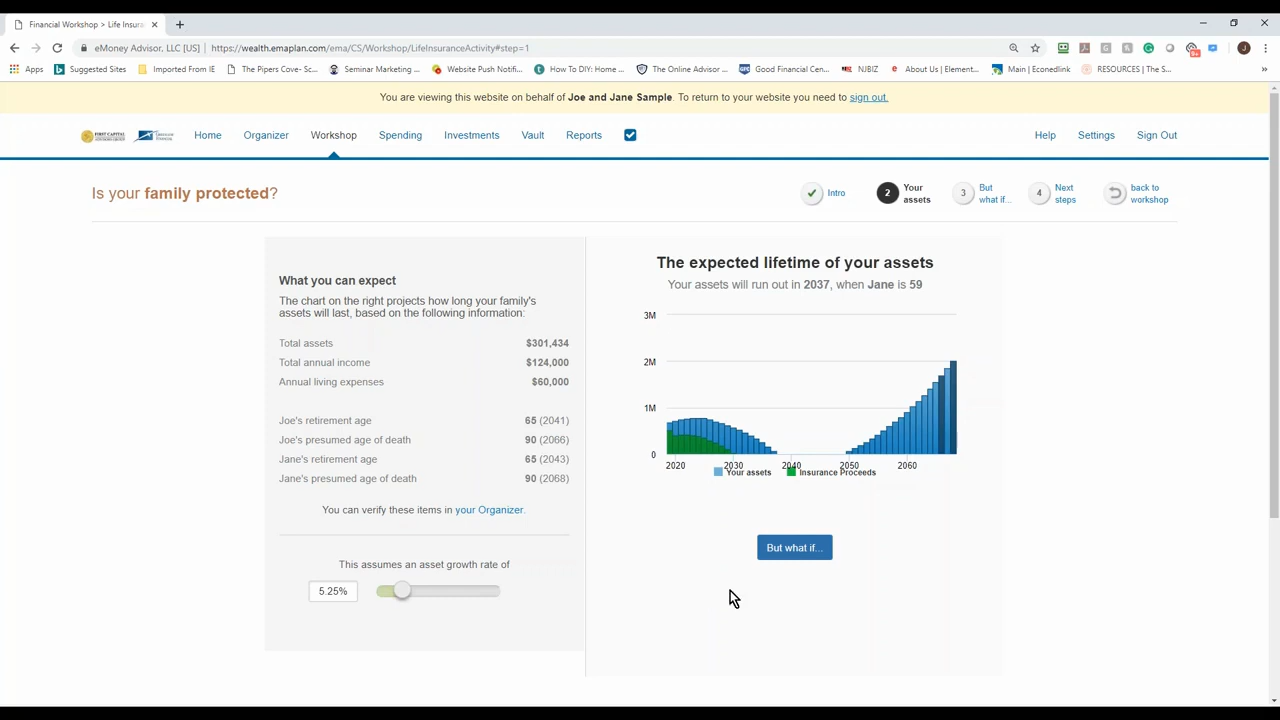 Financial Workshop > Life Insura
eMoney Advisor, LLC [US] | https://wealth.emaplan.com/ema/CS/Workshop/LifeInsuranceActivity#step=1
Apps Suggested Sites Imported From IE The Pipers Cove- Sc... Seminar Marketing ... Website Push Notifi... How To DIY: Home ... The Online Advisor ... Good Financial Cen... NJBIZ About Us | Element... Main | Econedlink RESOURCES | The S... »
You are viewing this website on behalf of Joe and Jane Sample. To return to your website you need to sign out.
FIRST CAPITAL
Home Organizer Workshop Spending Investments Vault Reports Help Settings Sign Out
Is your family protected?
Intro
2 Your assets
3 But what if...
4 Next steps
back to workshop
What you can expect
The chart on the right projects how long your family's
assets will last, based on the following information:
Total assets $301,434
Total annual income $124,000
Annual living expenses $60,000
Joe's retirement age 65 (2041)
Joe's presumed age of death 90 (2066)
Jane's retirement age 65 (2043)
Jane's presumed age of death 90 (2068)
You can verify these items in your Organizer.
This assumes an asset growth rate of
5.25%
The expected lifetime of your assets
Your assets will run out in 2037, when Jane is 59
3M
2M
1M
0
2020 2030 2040 2050 2060
Your assets Insurance Proceeds
But what if...